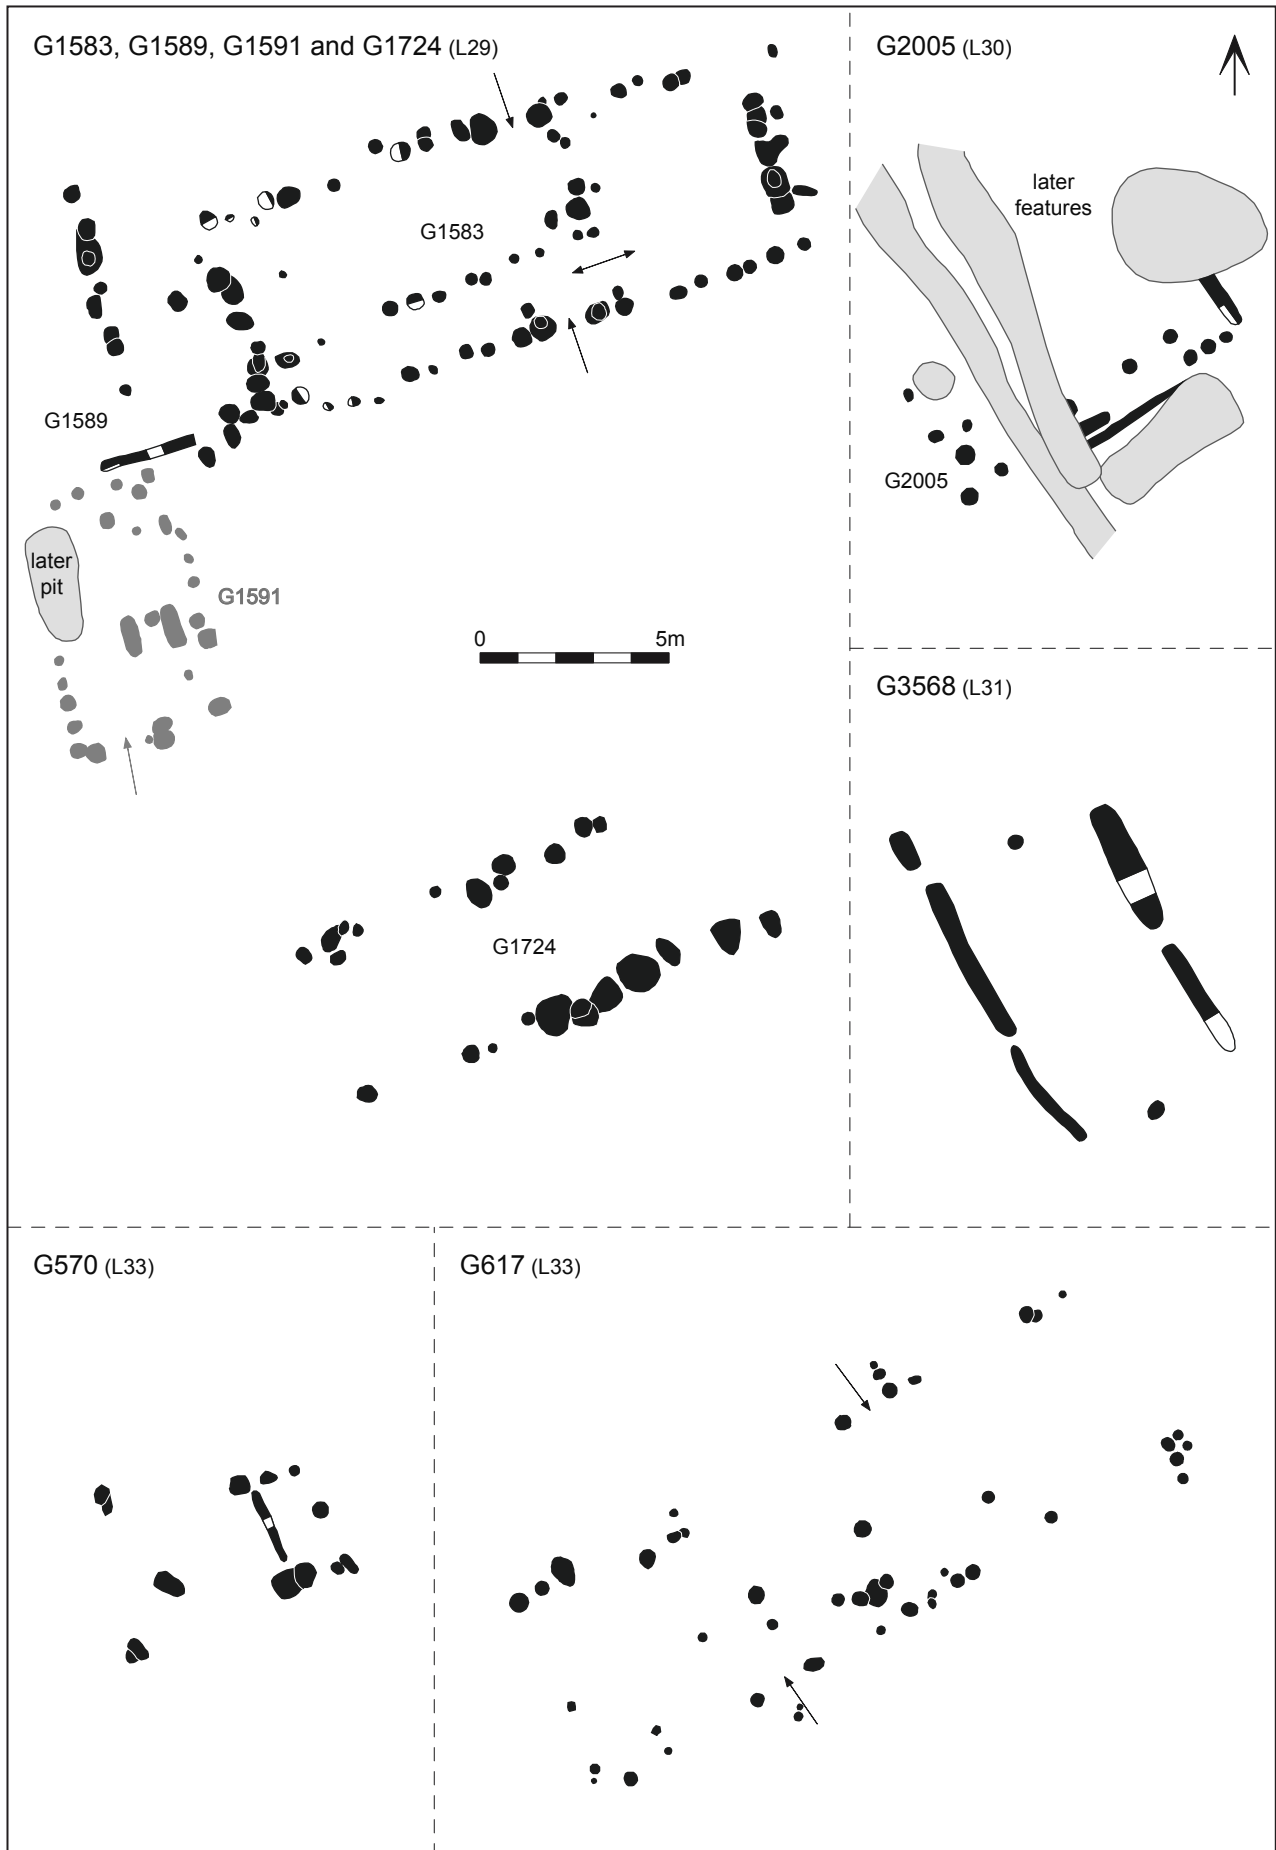 G1583, G1589, G1591 and G1724 (L29)
G1583
G1589
later
pit
G1591
0 5m
G1724
G2005 (L30)
later
features
G2005
G3568 (L31)
G570 (L33)
G617 (L33)